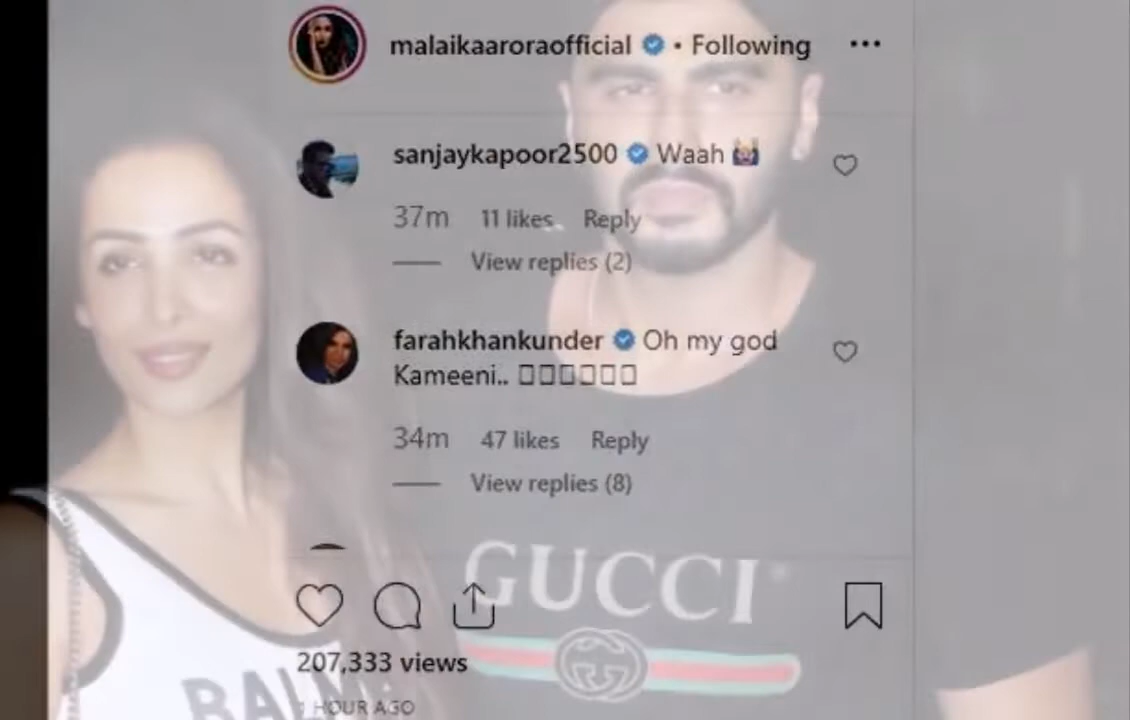 malaikaaroraofficial • Following
sanjaykapoor2500 Waah 🙌
37m 11 likes Reply
View replies (2)
farahkhankunder Oh my god
Kameeni..
34m 47 likes Reply
View replies (8)
GUCCI
207,333 views
1 HOUR AGO